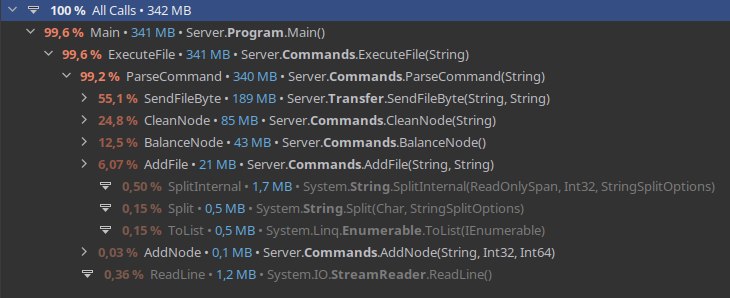 100 % All Calls • 342 MB
99,6 % Main • 341 MB • Server.Program.Main()
99,6 % ExecuteFile • 341 MB • Server.Commands.ExecuteFile(String)
99,2 % ParseCommand • 340 MB • Server.Commands.ParseCommand(String)
55,1 % SendFileByte • 189 MB • Server.Transfer.SendFileByte(String, String)
24,8 % CleanNode • 85 MB • Server.Commands.CleanNode(String)
12,5 % BalanceNode • 43 MB • Server.Commands.BalanceNode()
6,07 % AddFile • 21 MB • Server.Commands.AddFile(String, String)
0,50 % SplitInternal • 1,7 MB • System.String.SplitInternal(ReadOnlySpan, Int32, StringSplitOptions)
0,15 % Split • 0,5 MB • System.String.Split(Char, StringSplitOptions)
0,15 % ToList • 0,5 MB • System.Linq.Enumerable.ToList(IEnumerable)
0,03 % AddNode • 0,1 MB • Server.Commands.AddNode(String, Int32, Int64)
0,36 % ReadLine • 1,2 MB • System.IO.StreamReader.ReadLine()